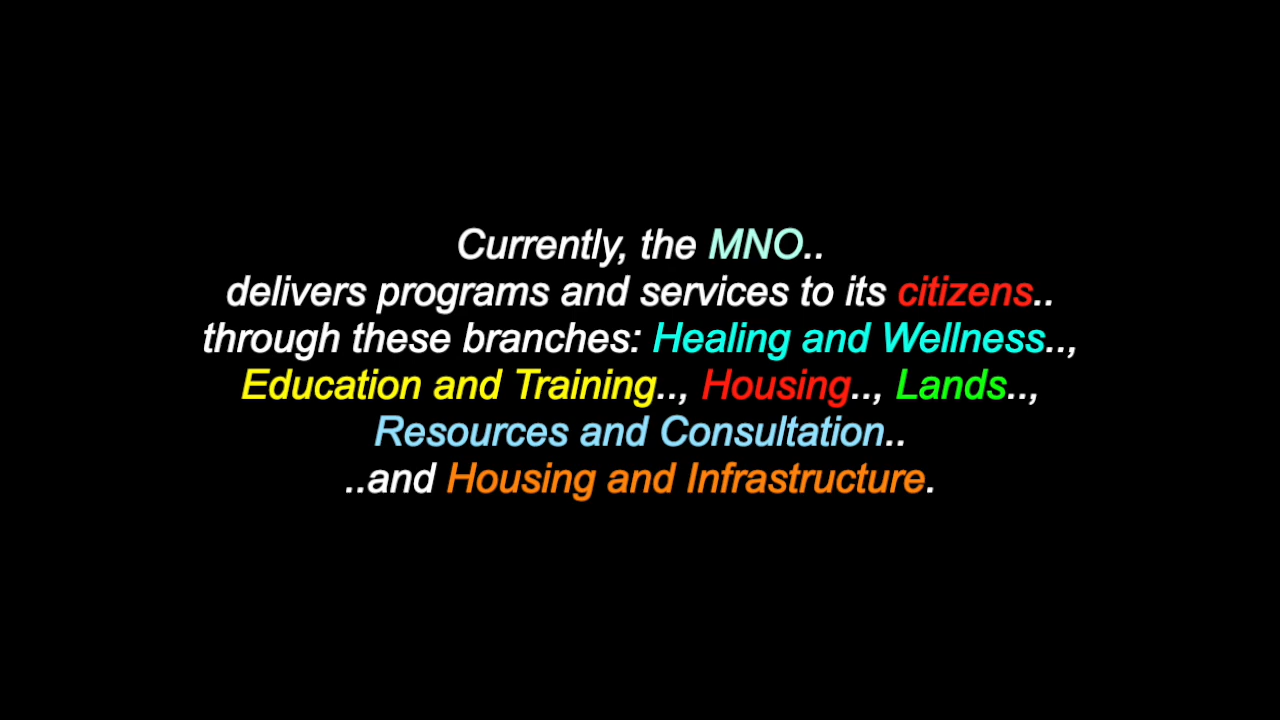 Currently, the MNO..
delivers programs and services to its citizens..
through these branches: Healing and Wellness..,
Education and Training.., Housing.., Lands..,
Resources and Consultation..
..and Housing and Infrastructure.